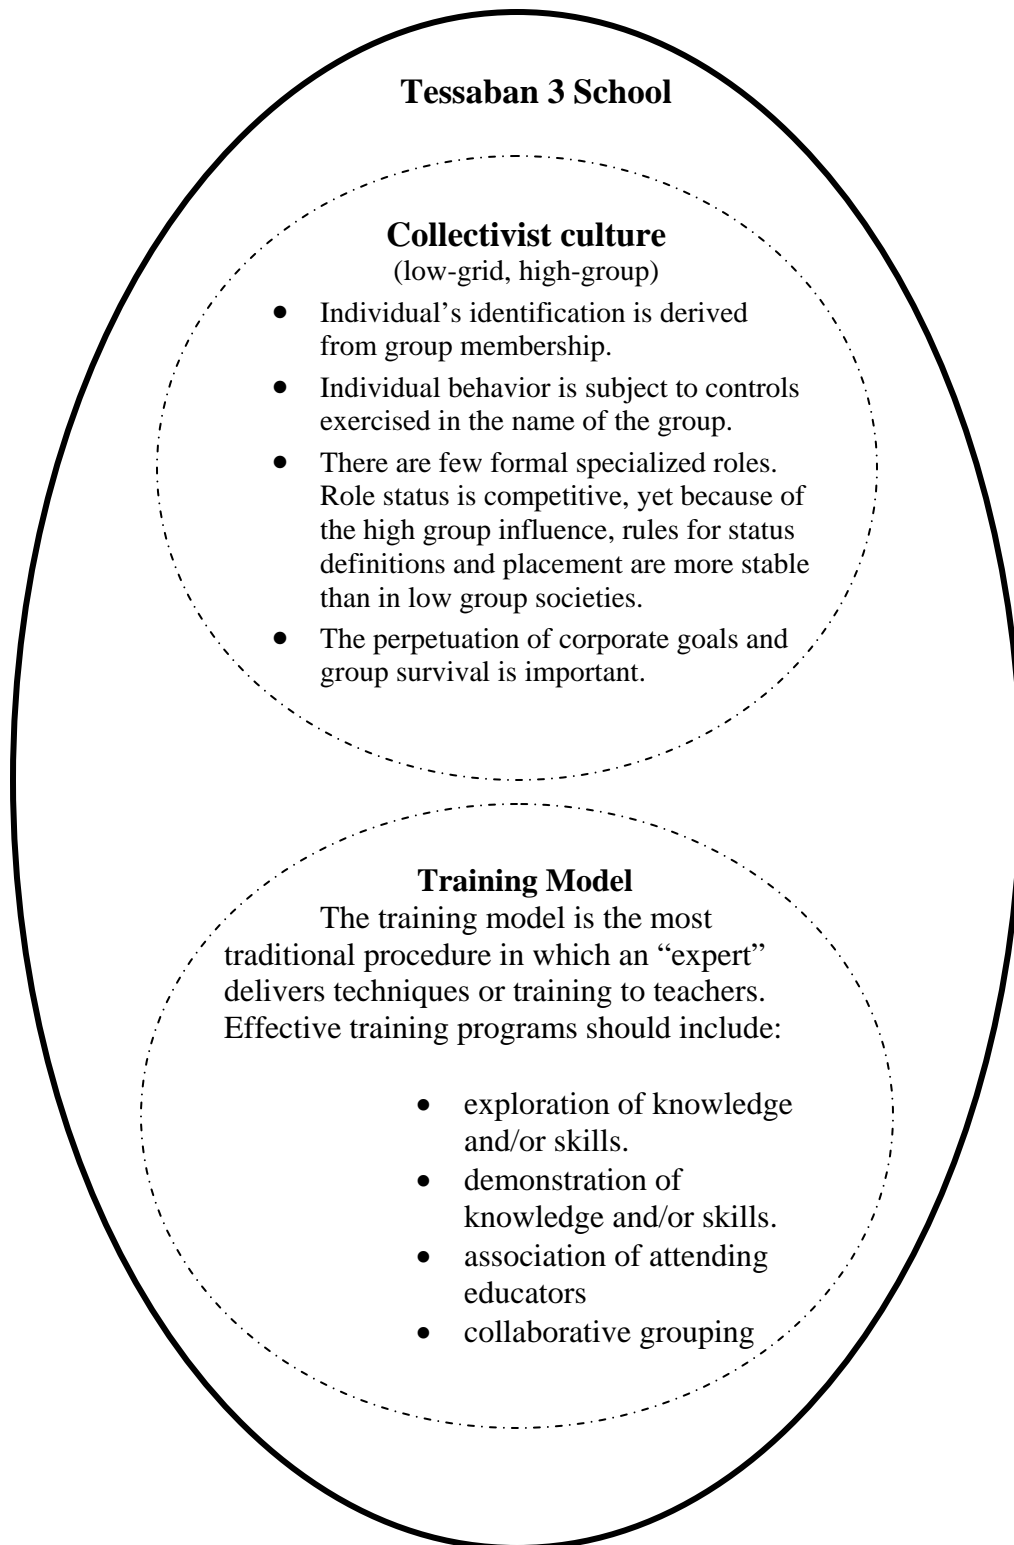 Tessaban 3 School
Collectivist culture
(low-grid, high-group)
• Individual’s identification is derived
from group membership.
• Individual behavior is subject to controls
exercised in the name of the group.
• There are few formal specialized roles.
Role status is competitive, yet because of
the high group influence, rules for status
definitions and placement are more stable
than in low group societies.
• The perpetuation of corporate goals and
group survival is important.
Training Model
The training model is the most
traditional procedure in which an “expert”
delivers techniques or training to teachers.
Effective training programs should include:
• exploration of knowledge
and/or skills.
• demonstration of
knowledge and/or skills.
• association of attending
educators
• collaborative grouping